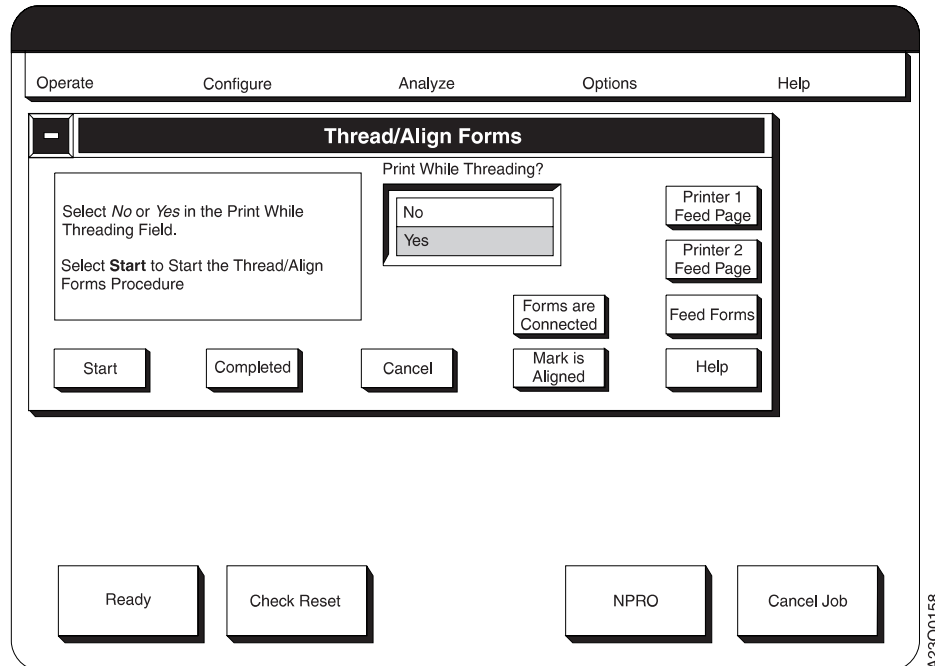 Operate Configure Analyze Options Help
Thread/Align Forms
Select No or Yes in the Print While
Threading Field.
Select Start to Start the Thread/Align
Forms Procedure
Print While Threading?
No
Yes
Printer 1
Feed Page
Printer 2
Feed Page
Forms are
Connected
Feed Forms
Start
Completed
Cancel
Mark is
Aligned
Help
Ready
Check Reset
NPRO
Cancel Job
A23O0158